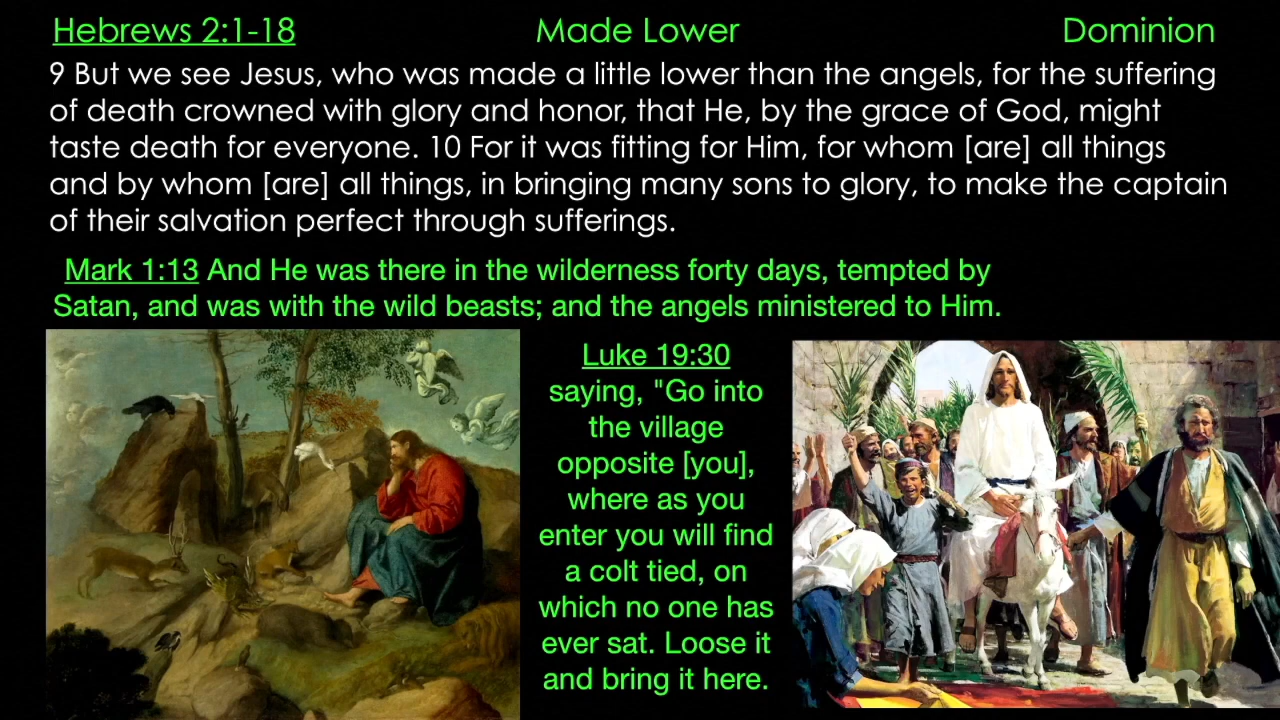 Hebrews 2:1-18 Made Lower Dominion
9 But we see Jesus, who was made a little lower than the angels, for the suffering
of death crowned with glory and honor, that He, by the grace of God, might
taste death for everyone. 10 For it was fitting for Him, for whom [are] all things
and by whom [are] all things, in bringing many sons to glory, to make the captain
of their salvation perfect through sufferings.
Mark 1:13 And He was there in the wilderness forty days, tempted by
Satan, and was with the wild beasts; and the angels ministered to Him.
Luke 19:30
saying, "Go into
the village
opposite [you],
where as you
enter you will find
a colt tied, on
which no one has
ever sat. Loose it
and bring it here.